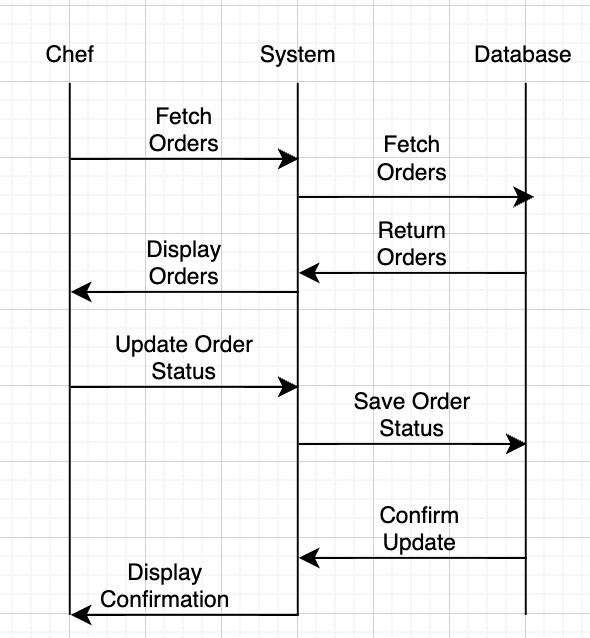 Chef
System
Database
Fetch
Orders
Fetch
Orders
Return
Orders
Display
Orders
Update Order
Status
Save Order
Status
Confirm
Update
Display
Confirmation